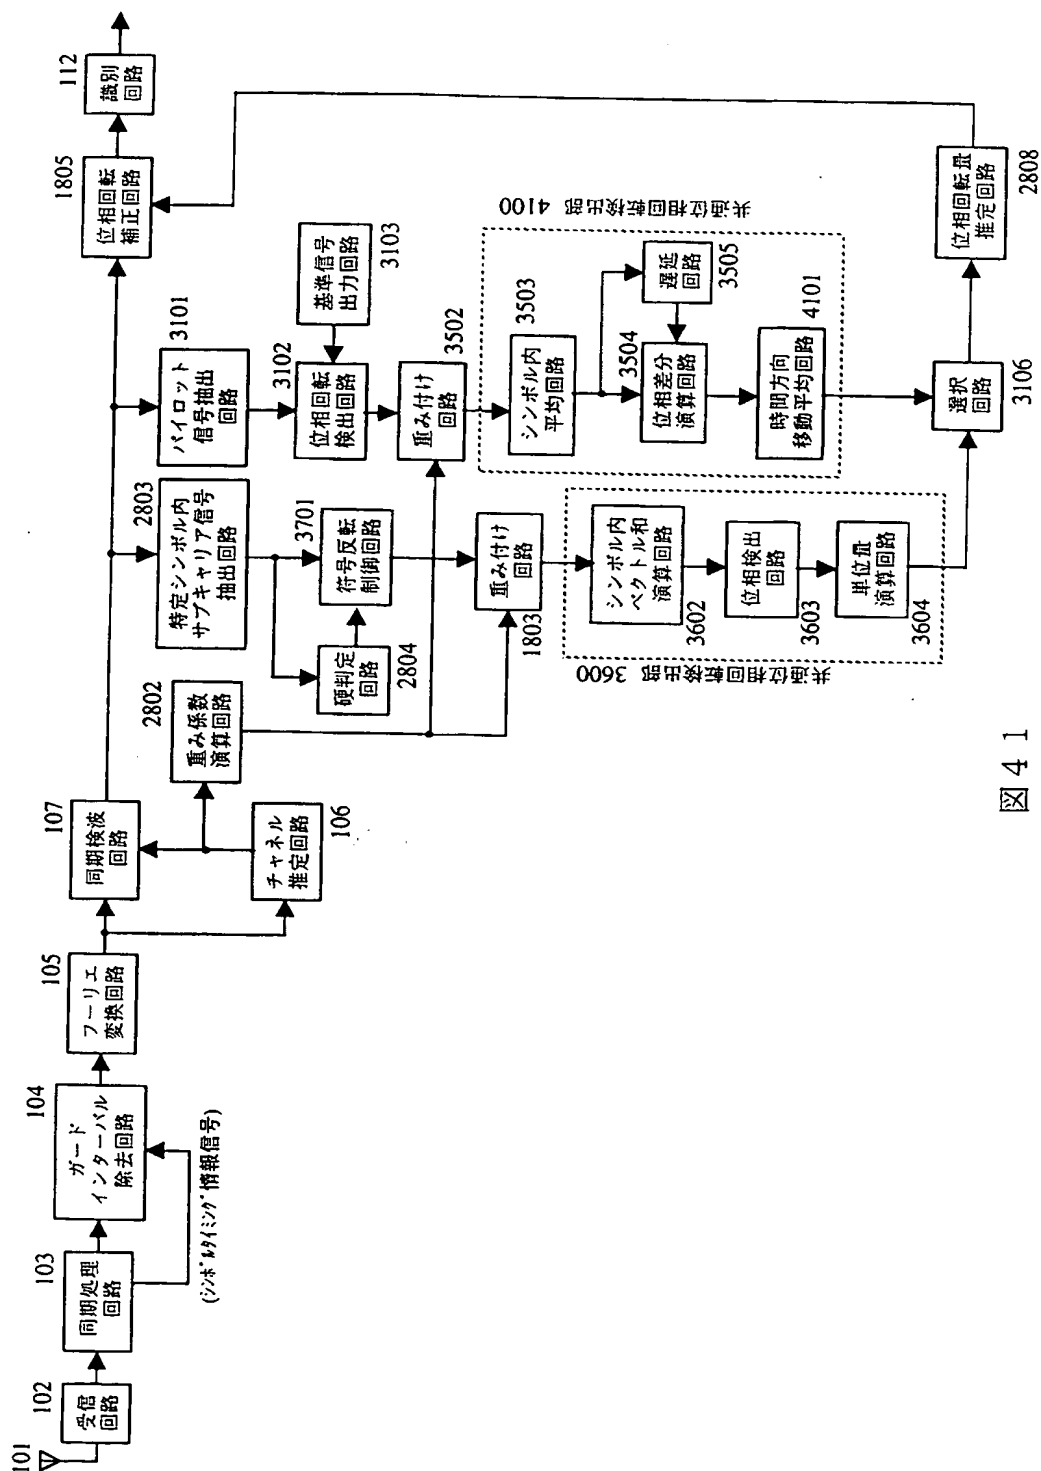 101
102
受信
回路
103
同期処理
回路
(シンボルタイミング情報信号)
104
ガード
インターバル
除去回路
105
フーリエ
変換回路
107
同期検波
回路
チャネル
推定回路
106
2802
重み係数
演算回路
2803
特定シンボル内
サブキャリア信号
抽出回路
硬判定
回路
2804
3701
符号反転
制御回路
重み付け
回路
1803
3101
パイロット
信号抽出
回路
3102
位相回転
検出回路
基準信号
出力回路
3103
重み付け
回路
3502
共通位相回転検出部 3600
シンボル内
ベクトル和
演算回路
3602
位相検出
回路
3603
単位量
演算回路
3604
共通位相回転検出部 4100
シンボル内
平均回路
3503
遅延
回路
3505
3504
位相差分
演算回路
時間方向
移動平均回路
4101
選択
回路
3106
位相回転量
推定回路
2808
1805
位相回転
補正回路
112
識別
回路
図41